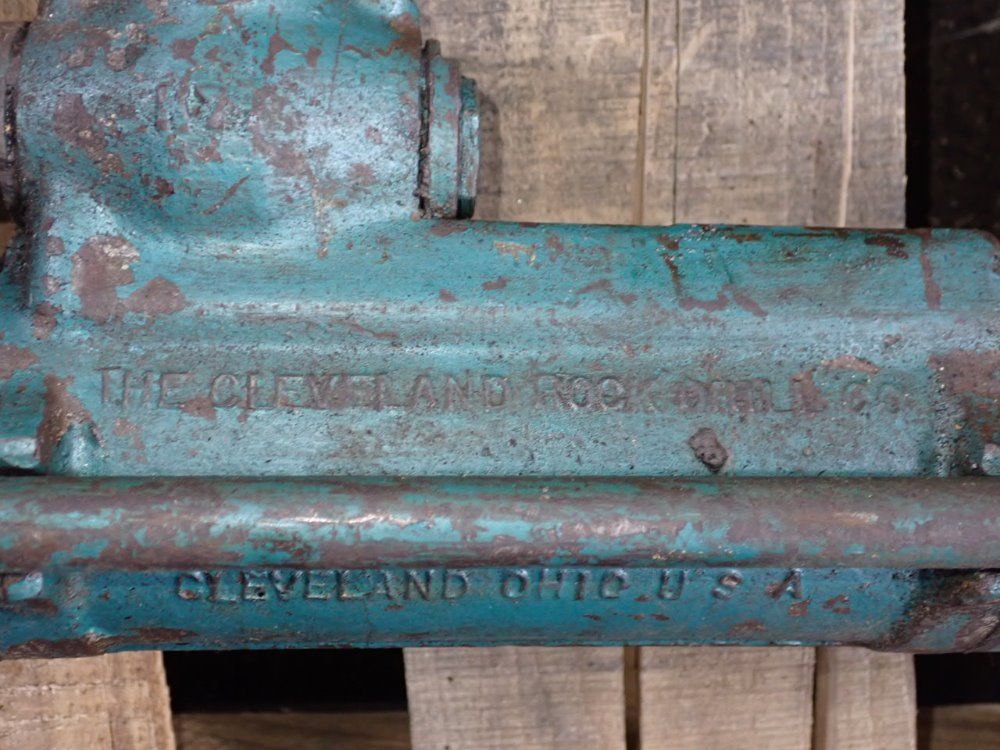 THE CLEVELAND ROCK DRILL CO.
CLEVELAND OHIO U S A